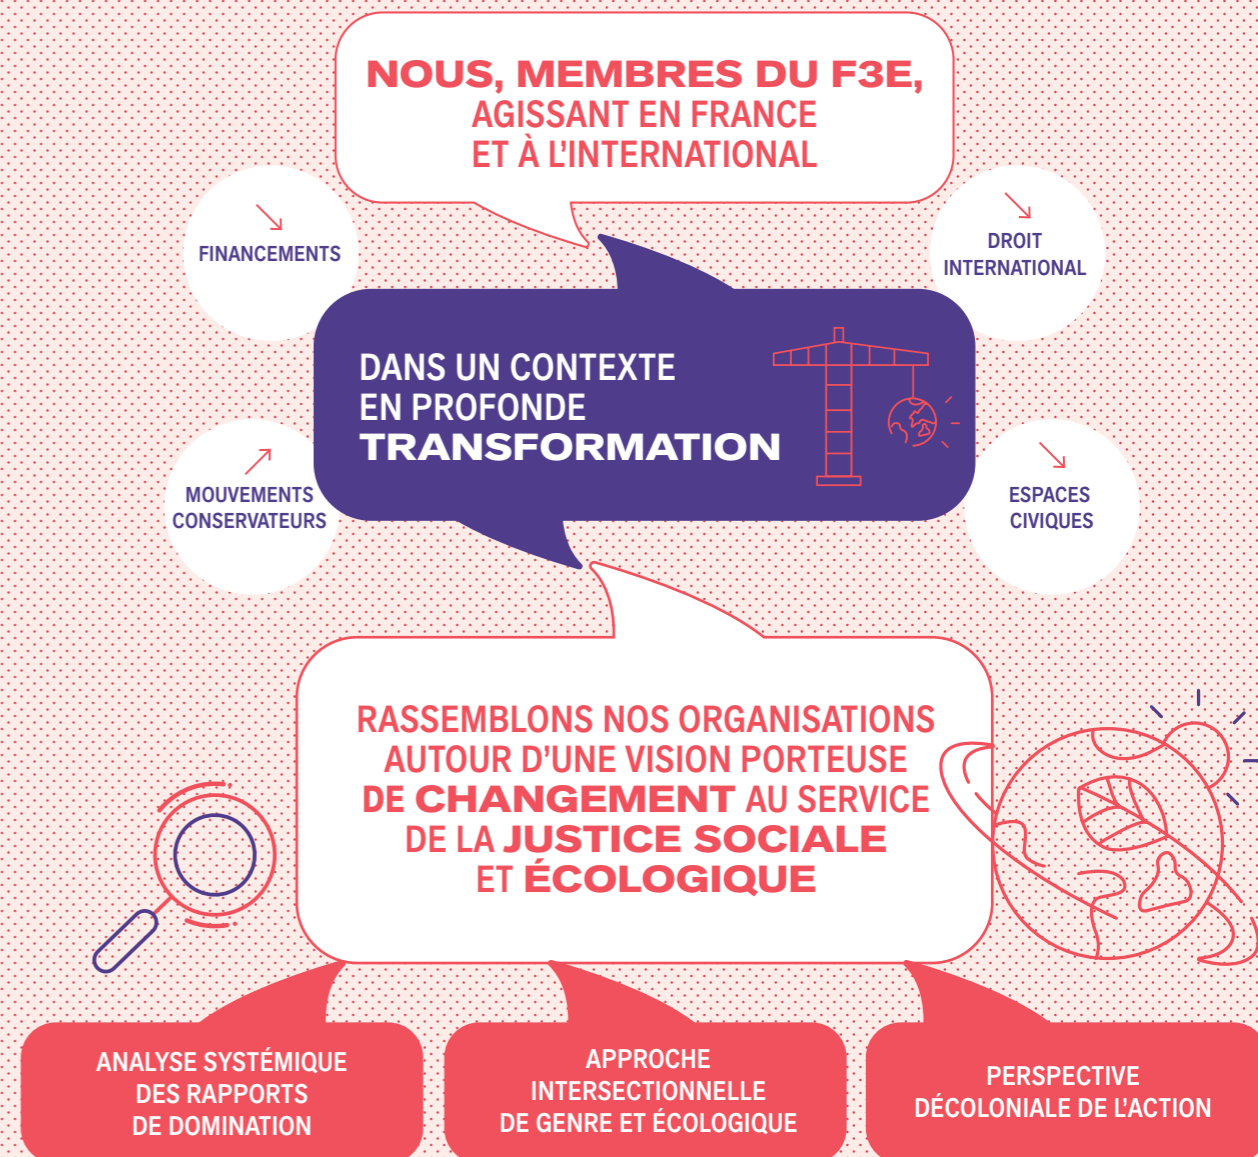 NOUS, MEMBRES DU F3E,
AGISSANT EN FRANCE
ET À L'INTERNATIONAL
FINANCEMENTS
DROIT
INTERNATIONAL
DANS UN CONTEXTE
EN PROFONDE
TRANSFORMATION
MOUVEMENTS
CONSERVATEURS
ESPACES
CIVIQUES
RASSEMBLONS NOS ORGANISATIONS
AUTOUR D'UNE VISION PORTEUSE
DE CHANGEMENT AU SERVICE
DE LA JUSTICE SOCIALE
ET ÉCOLOGIQUE
ANALYSE SYSTÉMIQUE
DES RAPPORTS
DE DOMINATION
APPROCHE
INTERSECTIONNELLE
DE GENRE ET ÉCOLOGIQUE
PERSPECTIVE
DÉCOLONIALE DE L'ACTION